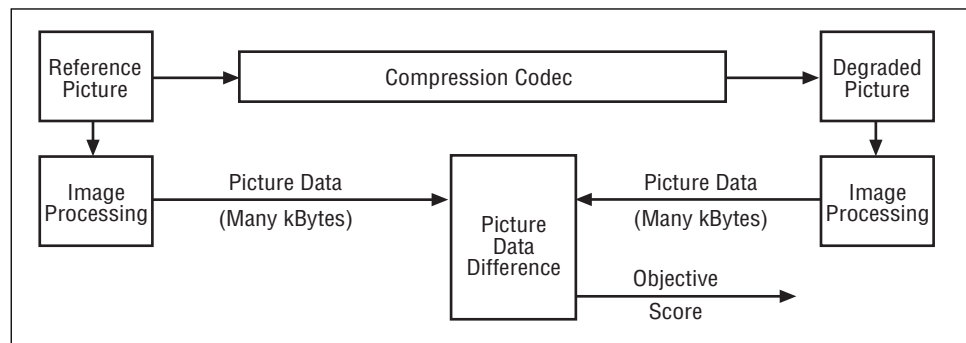 Reference
Picture
Compression Codec
Degraded
Picture
Image
Processing
Picture Data
(Many kBytes)
Picture
Data
Difference
Picture Data
(Many kBytes)
Image
Processing
Objective
Score